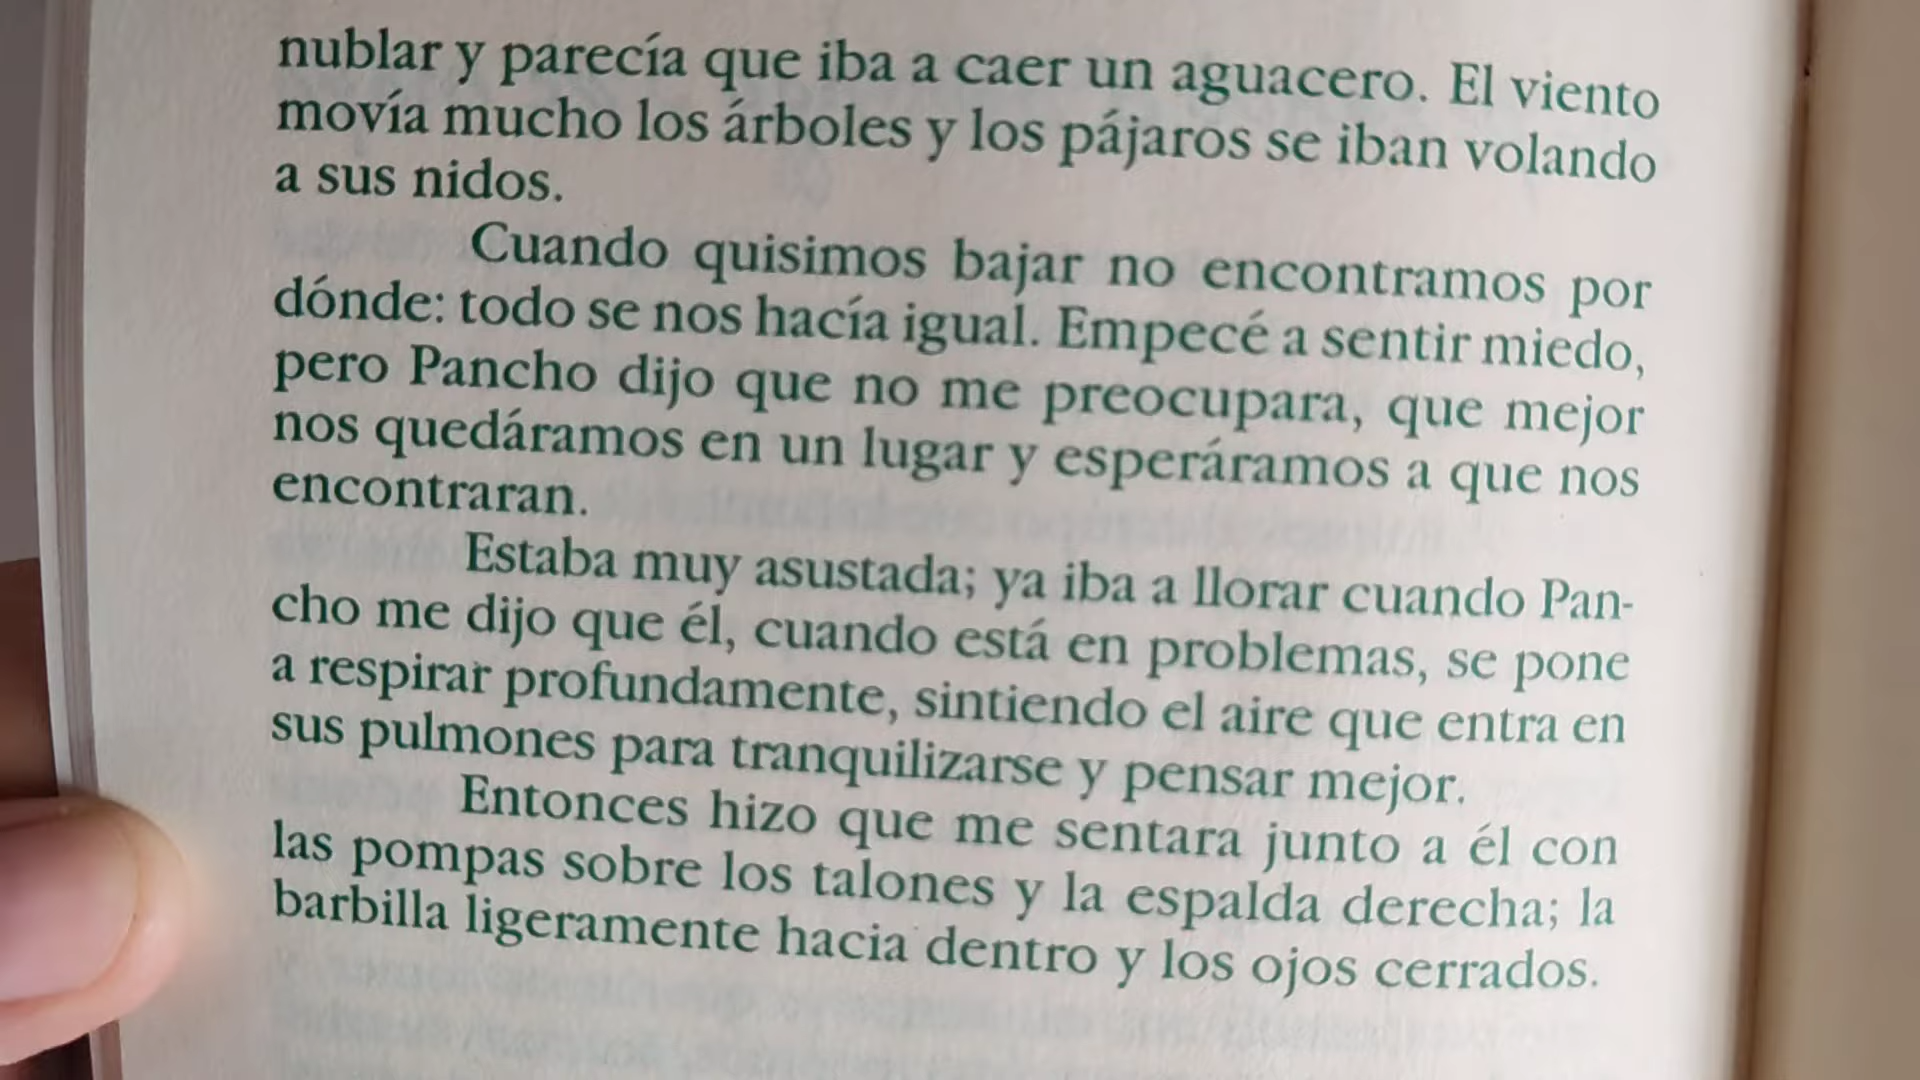 nublar y parecía que iba a caer un aguacero. El viento
movía mucho los árboles y los pájaros se iban volando
a sus nidos.
Cuando quisimos bajar no encontramos por
dónde: todo se nos hacía igual. Empecé a sentir miedo,
pero Pancho dijo que no me preocupara, que mejor
nos quedáramos en un lugar y esperáramos a que nos
encontraran.
Estaba muy asustada; ya iba a llorar cuando Pan-
cho me dijo que él, cuando está en problemas, se pone
a respirar profundamente, sintiendo el aire que entra en
sus pulmones para tranquilizarse y pensar mejor.
Entonces hizo que me sentara junto a él con
las pompas sobre los talones y la espalda derecha; la
barbilla ligeramente hacia dentro y los ojos cerrados.